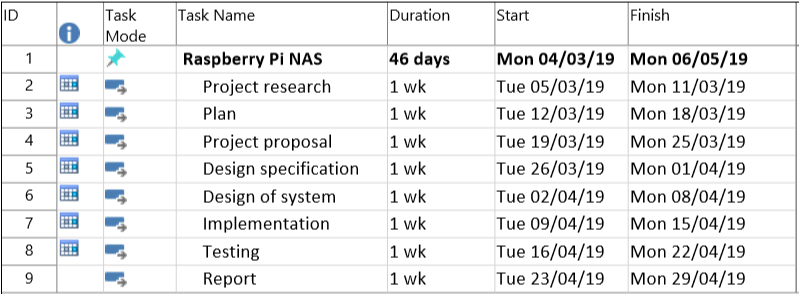 ID Task Mode Task Name Duration Start Finish
1 Raspberry Pi NAS 46 days Mon 04/03/19 Mon 06/05/19
2 Project research 1 wk Tue 05/03/19 Mon 11/03/19
3 Plan 1 wk Tue 12/03/19 Mon 18/03/19
4 Project proposal 1 wk Tue 19/03/19 Mon 25/03/19
5 Design specification 1 wk Tue 26/03/19 Mon 01/04/19
6 Design of system 1 wk Tue 02/04/19 Mon 08/04/19
7 Implementation 1 wk Tue 09/04/19 Mon 15/04/19
8 Testing 1 wk Tue 16/04/19 Mon 22/04/19
9 Report 1 wk Tue 23/04/19 Mon 29/04/19